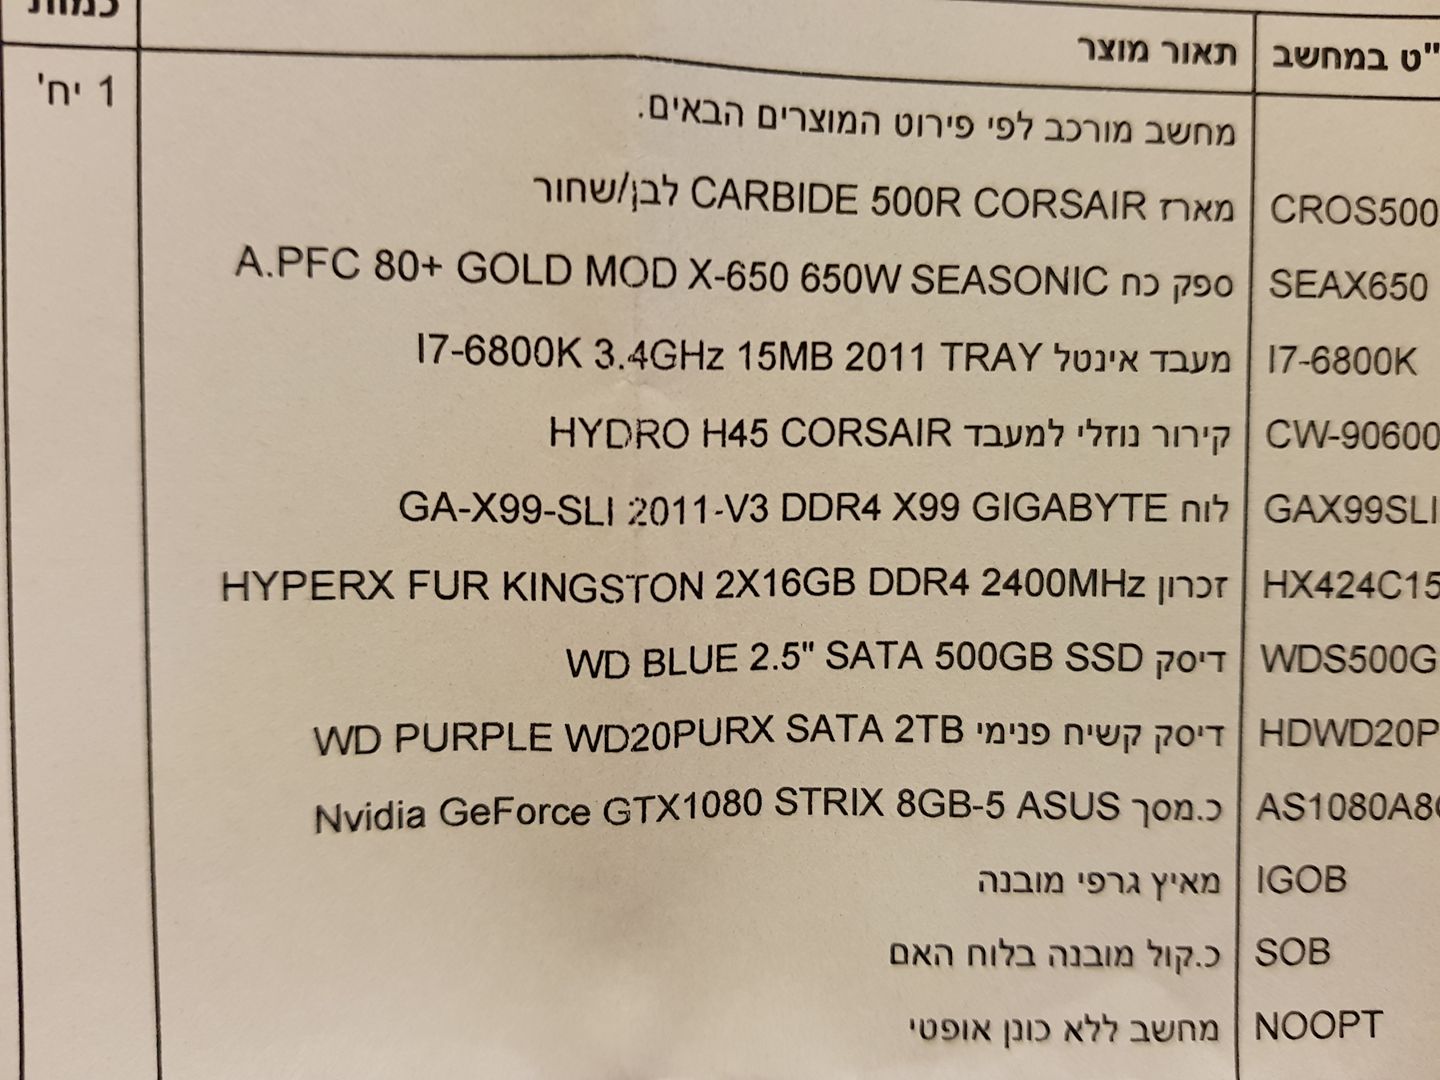 ט במחשב" תאור מוצר כמות
מחשב מורכב לפי פירוט המוצרים הבאים. 1 יח'
CROS500 מארז CARBIDE 500R CORSAIR לבן/שחור
SEAX650 ספק כח A.PFC 80+ GOLD MOD X-650 650W SEASONIC
I7-6800K מעבד אינטל I7-6800K 3.4GHz 15MB 2011 TRAY
CW-90600 קירור נוזלי למעבד HYDRO H45 CORSAIR
GAX99SLI לוח GA-X99-SLI 2011-V3 DDR4 X99 GIGABYTE
HX424C15 זכרון HYPERX FUR KINGSTON 2X16GB DDR4 2400MHz
WDS500G דיסק WD BLUE 2.5" SATA 500GB SSD
HDWD20P דיסק קשיח פנימי WD PURPLE WD20PURX SATA 2TB
AS1080A8 כ.מסך Nvidia GeForce GTX1080 STRIX 8GB-5 ASUS
IGOB מאיץ גרפי מובנה
SOB כ.קול מובנה בלוח האם
NOOPT מחשב ללא כונן אופטי